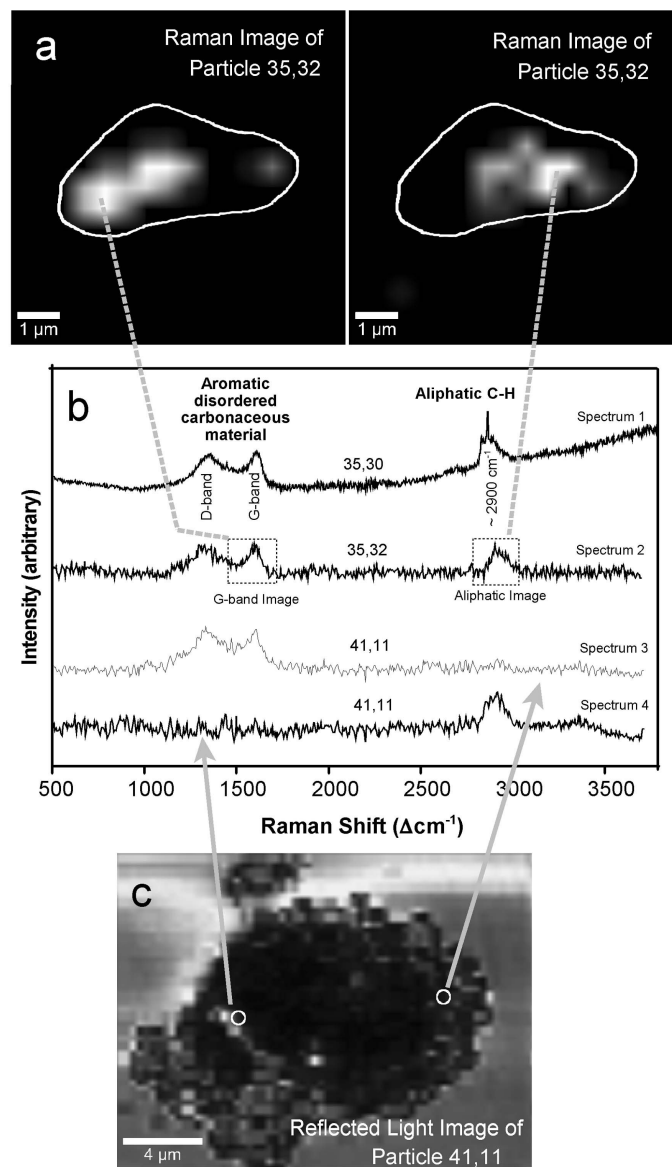 a
Raman Image of
Particle 35,32
1 µm
Raman Image of
Particle 35,32
1 µm
b
Aromatic
disordered
carbonaceous
material
Aliphatic C-H
Spectrum 1
35,30
D-band
G-band
~ 2900 cm⁻¹
35,32
Spectrum 2
G-band Image
Aliphatic Image
41,11
Spectrum 3
41,11
Spectrum 4
Intensity (arbitrary)
500 1000 1500 2000 2500 3000 3500
Raman Shift (Δcm⁻¹)
c
4 µm
Reflected Light Image of
Particle 41,11